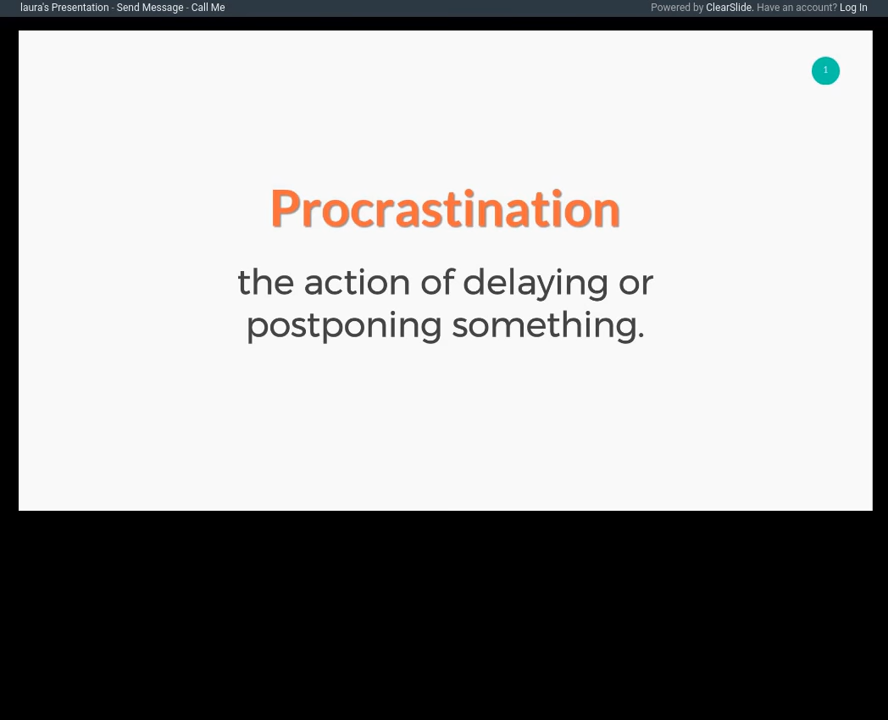 laura's Presentation - Send Message - Call Me
Powered by ClearSlide. Have an account? Log In
1
Procrastination
the action of delaying or
postponing something.